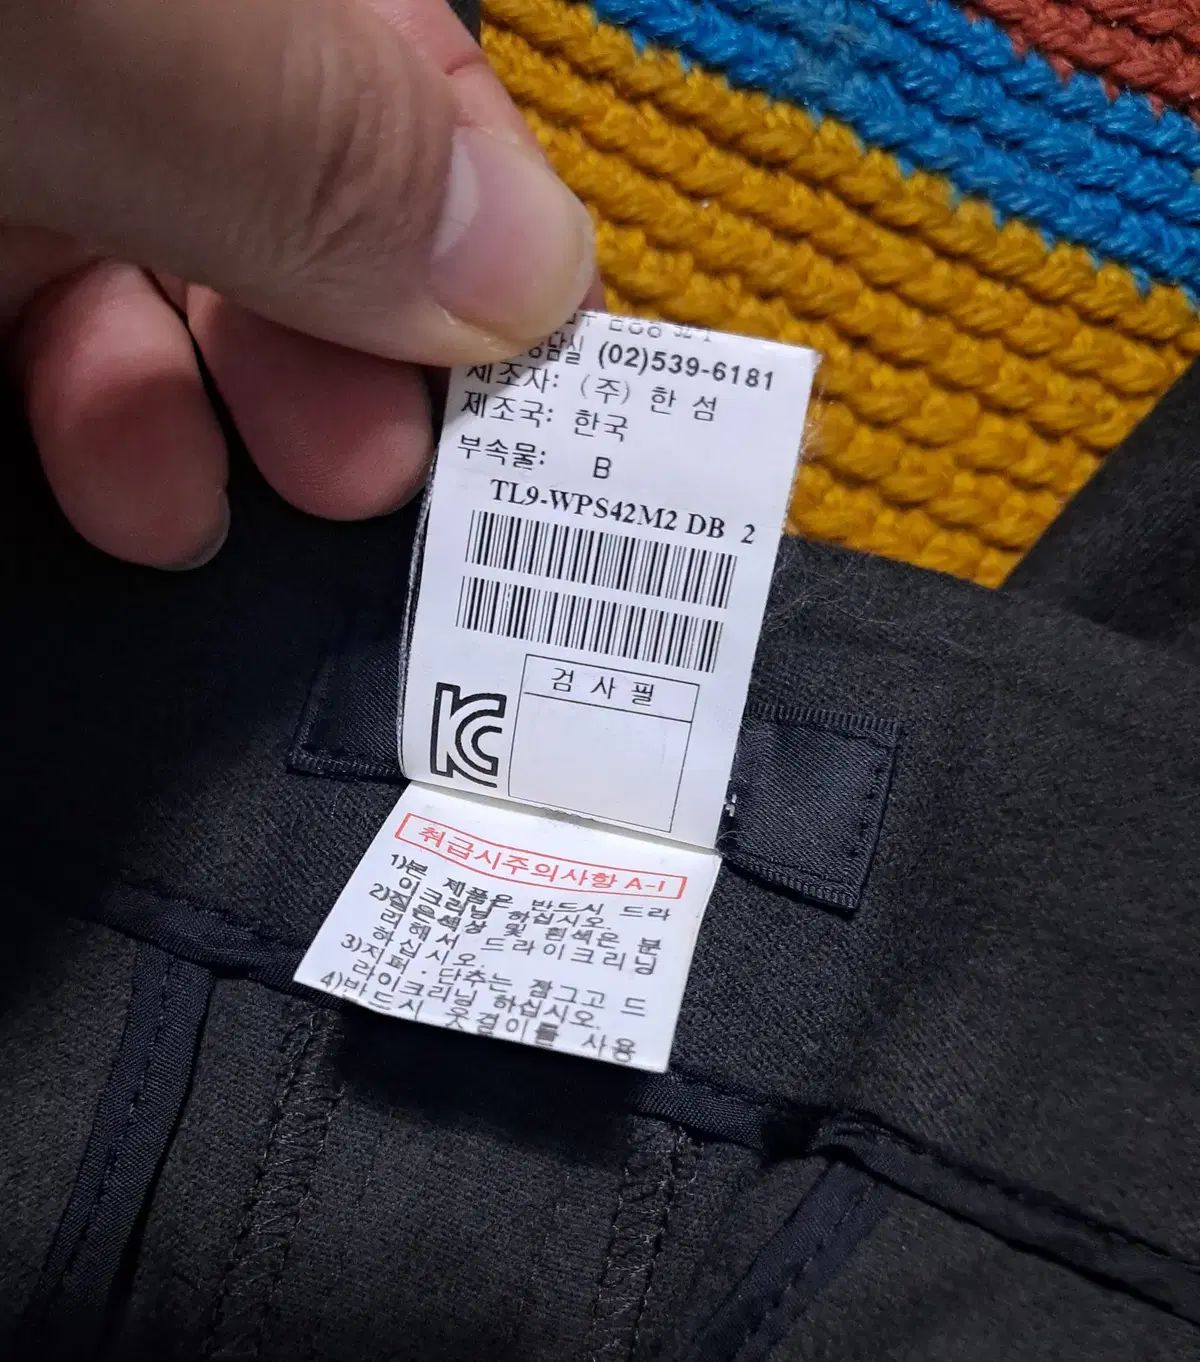 상담실 (02)539-6181
제조자: (주) 한 섬
제조국: 한국
부속물: B
TL9-WPS42M2 DB 2
검 사 필
KC
취급시주의사항 A-1
1)본 제품은 반드시 드라
이크리닝 하십시오.
2)짙은색상 및 흰색은 분
리해서 드라이크리닝
하십시오.
3)지퍼·단추는 잠그고 드
라이크리닝 하십시오.
4)반드시 옷걸이를 사용